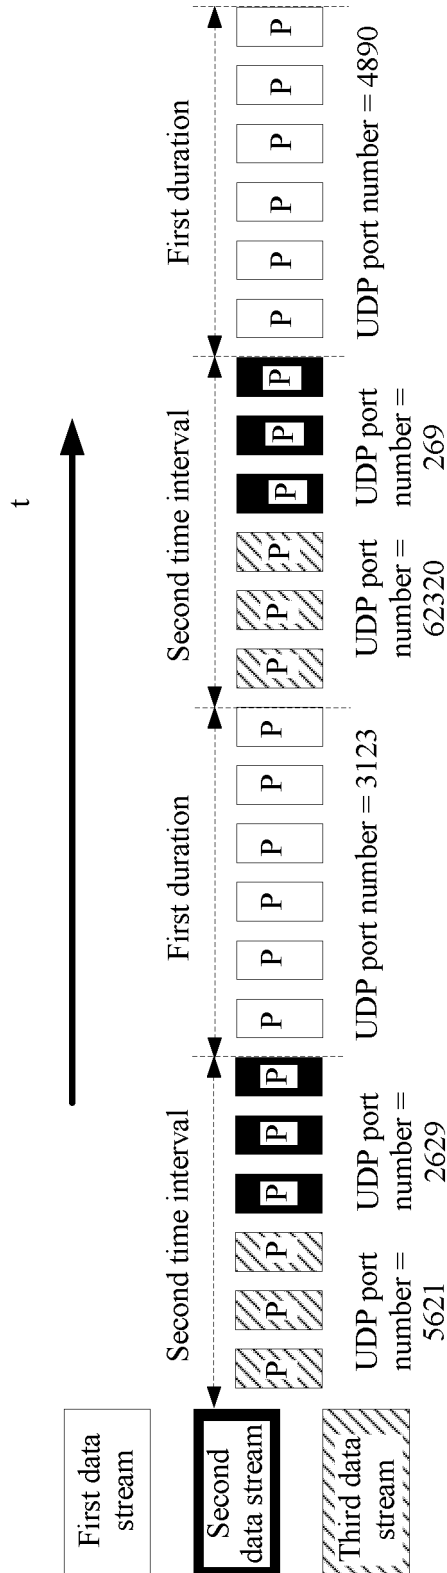 t
First data
stream
Second
data stream
Third data
stream
Second time interval
First duration
Second time interval
First duration
P P P P P P P P P P P P P P P P P P P P P P P P
UDP port
number =
5621
UDP port
number =
2629
UDP port number = 3123
UDP port
number =
62320
UDP port
number =
269
UDP port number = 4890